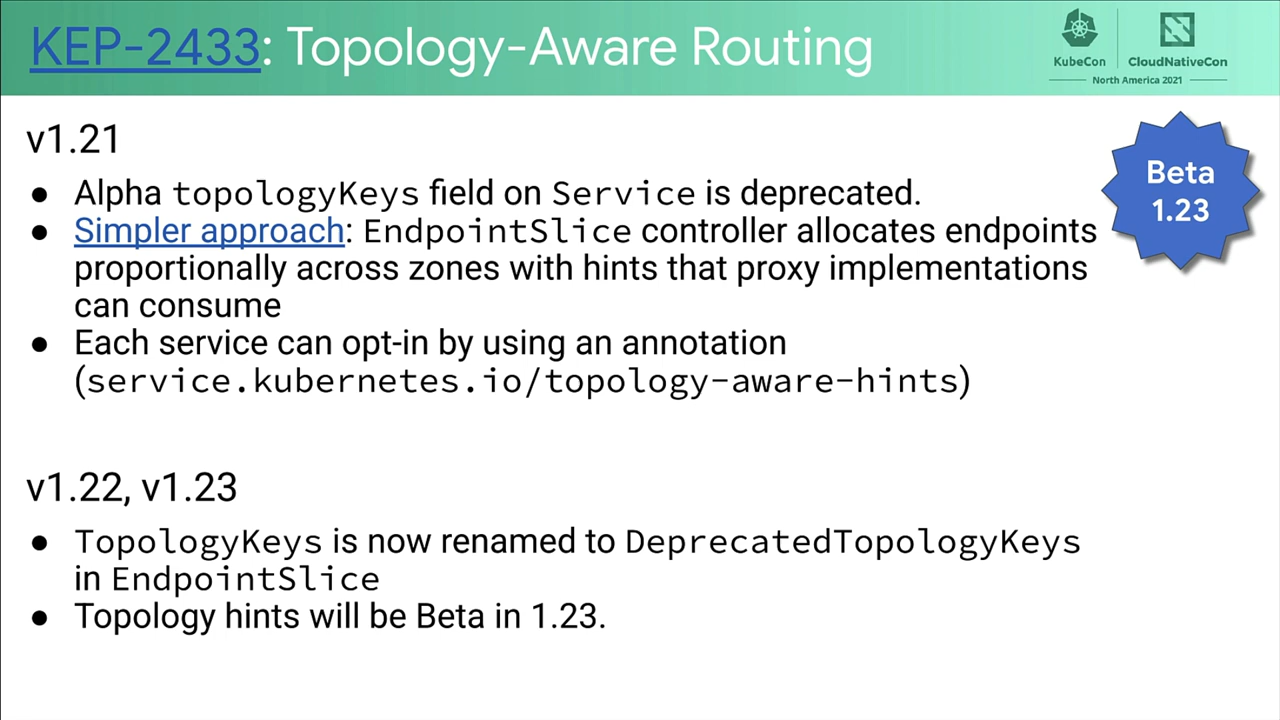 KEP-2433: Topology-Aware Routing
KubeCon
CloudNativeCon
North America 2021
v1.21
● Alpha topologyKeys field on Service is deprecated.
● Simpler approach: EndpointSlice controller allocates endpoints
proportionally across zones with hints that proxy implementations
can consume
● Each service can opt-in by using an annotation
(service.kubernetes.io/topology-aware-hints)
Beta
1.23
v1.22, v1.23
● TopologyKeys is now renamed to DeprecatedTopologyKeys
in EndpointSlice
● Topology hints will be Beta in 1.23.